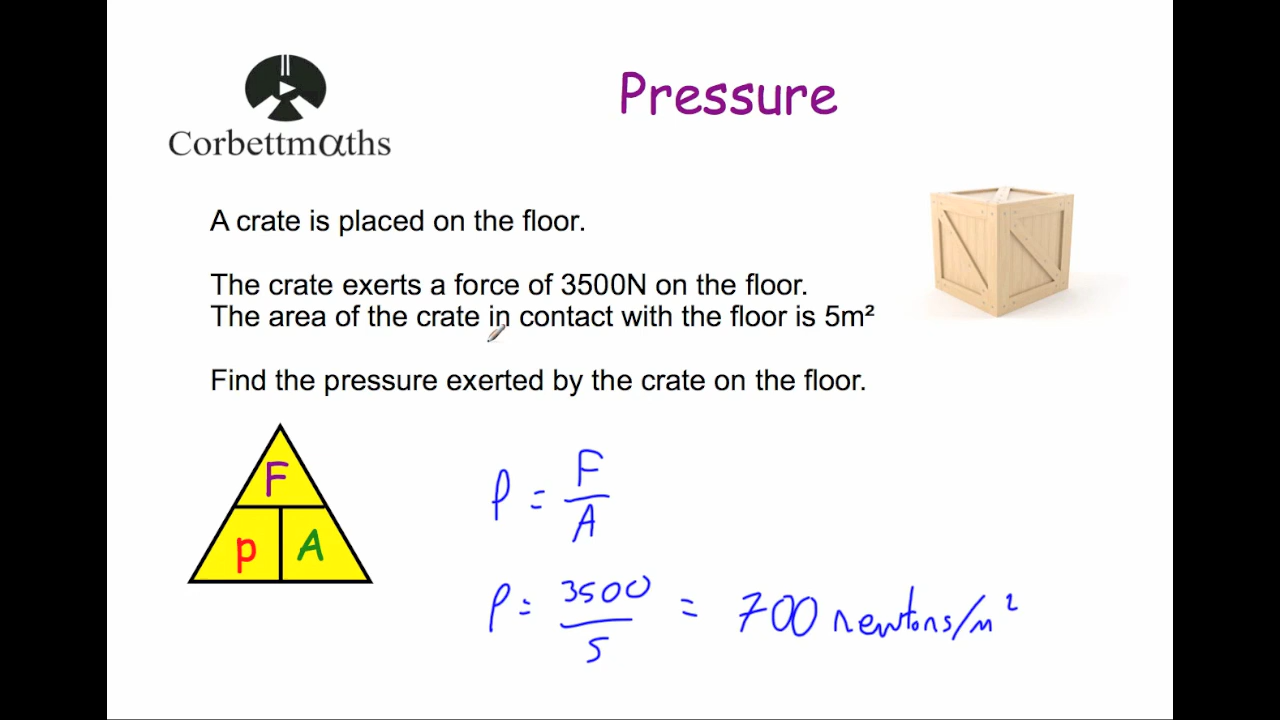 Corbettmαths
Pressure
A crate is placed on the floor.
The crate exerts a force of 3500N on the floor.
The area of the crate in contact with the floor is 5m²
Find the pressure exerted by the crate on the floor.
F
p A
P = F/A
P = 3500/5 = 700 newtons/m²